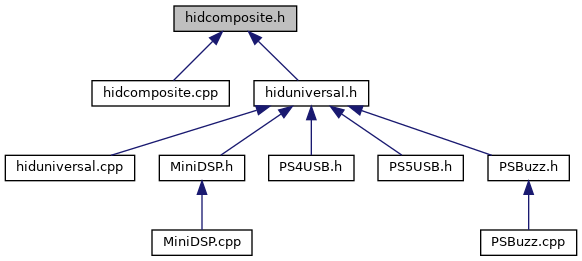 hidcomposite.h
hidcomposite.cpp
hiduniversal.h
hiduniversal.cpp
MiniDSP.h
PS4USB.h
PS5USB.h
PSBuzz.h
MiniDSP.cpp
PSBuzz.cpp